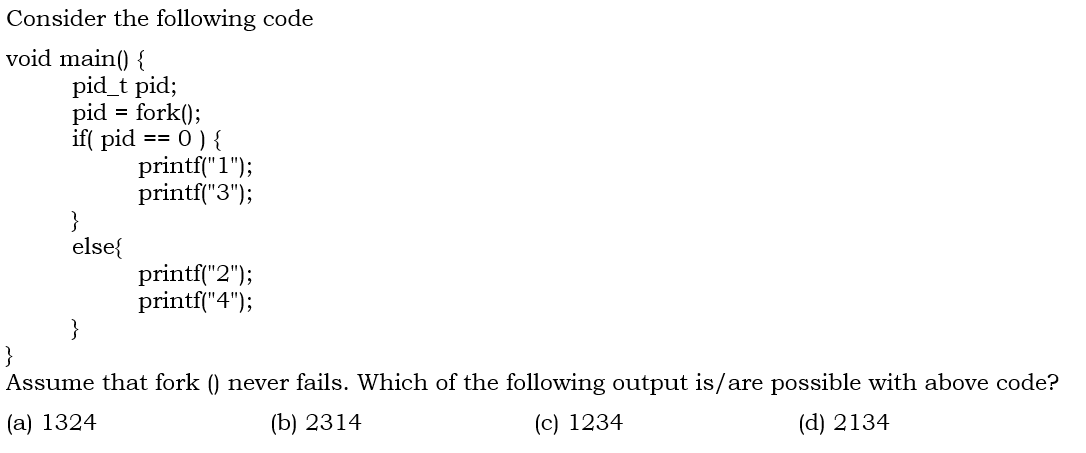 Consider the following code
void main() {
pid_t pid;
pid = fork();
if( pid == 0 ) {
printf("1");
printf("3");
}
else{
printf("2");
printf("4");
}
}
Assume that fork () never fails. Which of the following output is/are possible with above code?
(a) 1324 (b) 2314 (c) 1234 (d) 2134